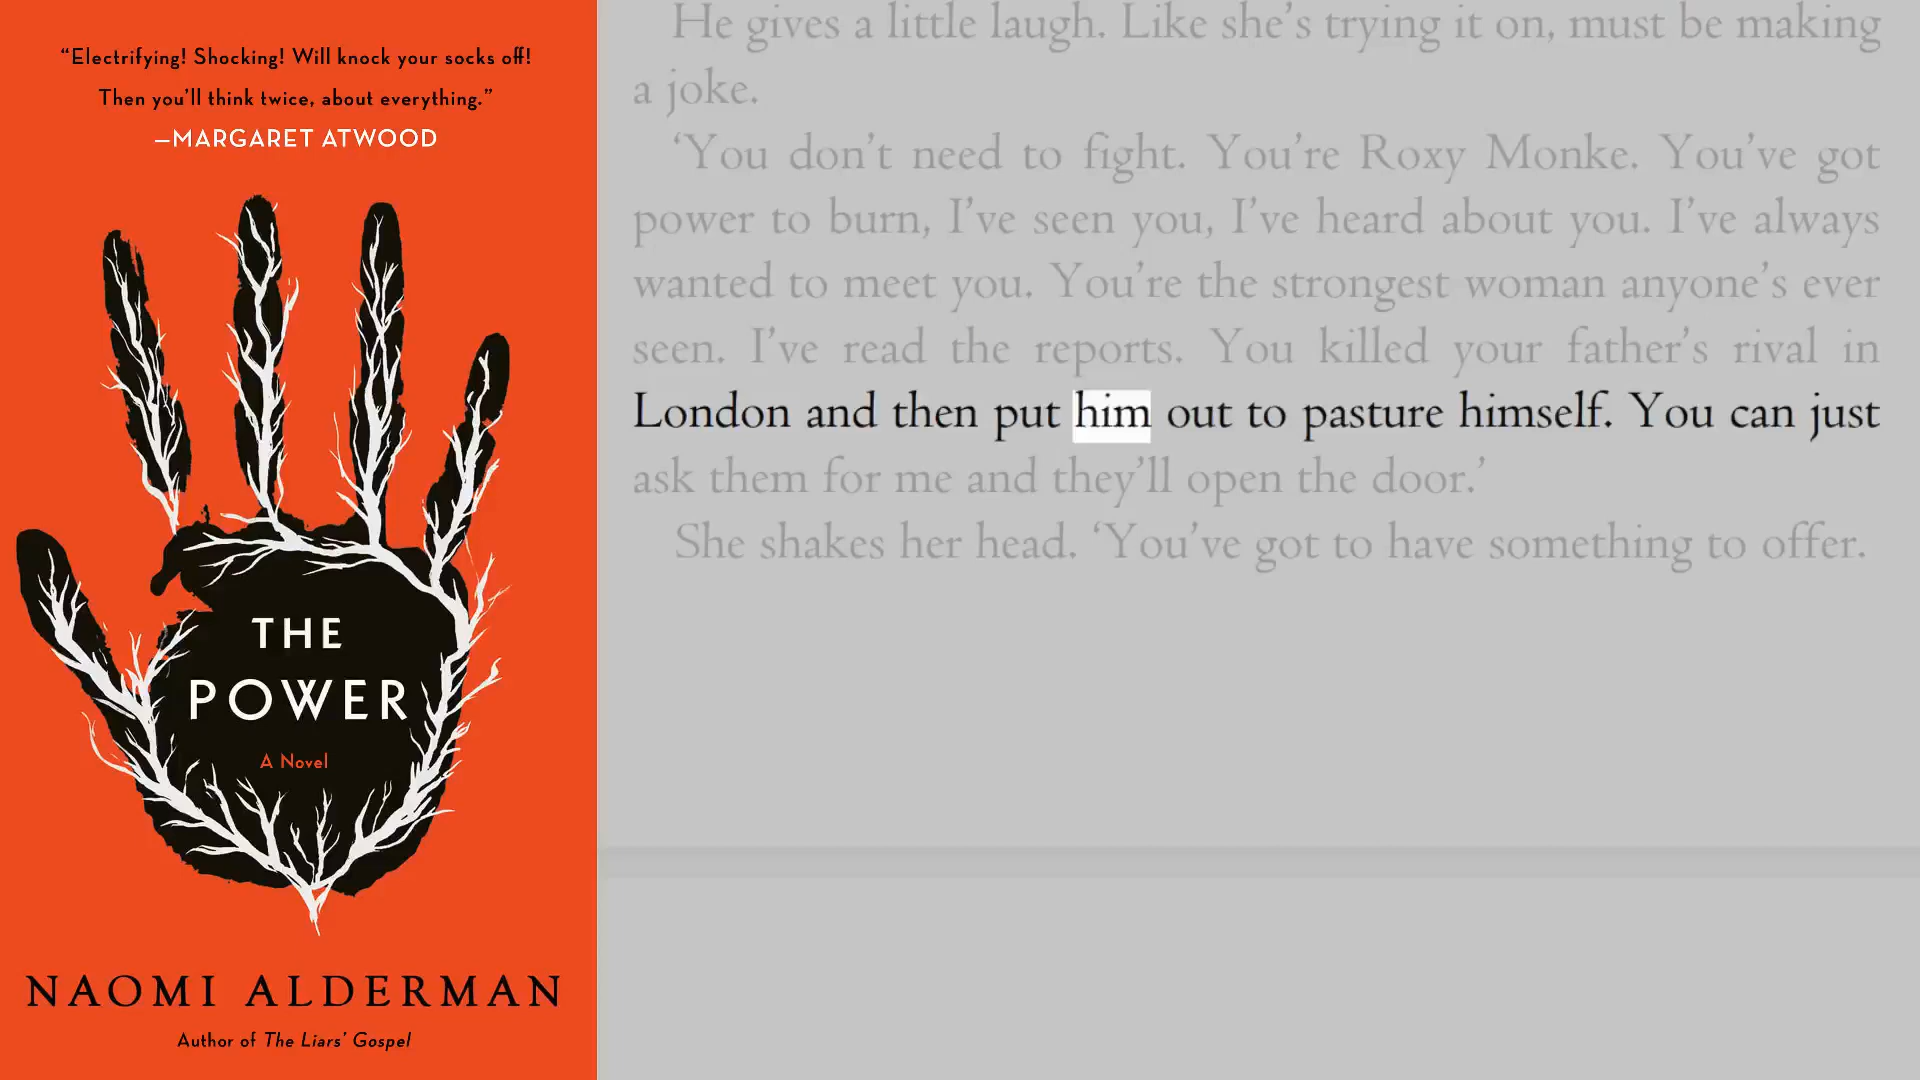 “Electrifying! Shocking! Will knock your socks off!
Then you’ll think twice, about everything.”
—MARGARET ATWOOD
THE
POWER
A Novel
NAOMI ALDERMAN
Author of The Liars’ Gospel
He gives a little laugh. Like she’s trying it on, must be making
a joke.
‘You don’t need to fight. You’re Roxy Monke. You’ve got
power to burn, I’ve seen you, I’ve heard about you. I’ve always
wanted to meet you. You’re the strongest woman anyone’s ever
seen. I’ve read the reports. You killed your father’s rival in
London and then put him out to pasture himself. You can just
ask them for me and they’ll open the door.’
She shakes her head. ‘You’ve got to have something to offer.